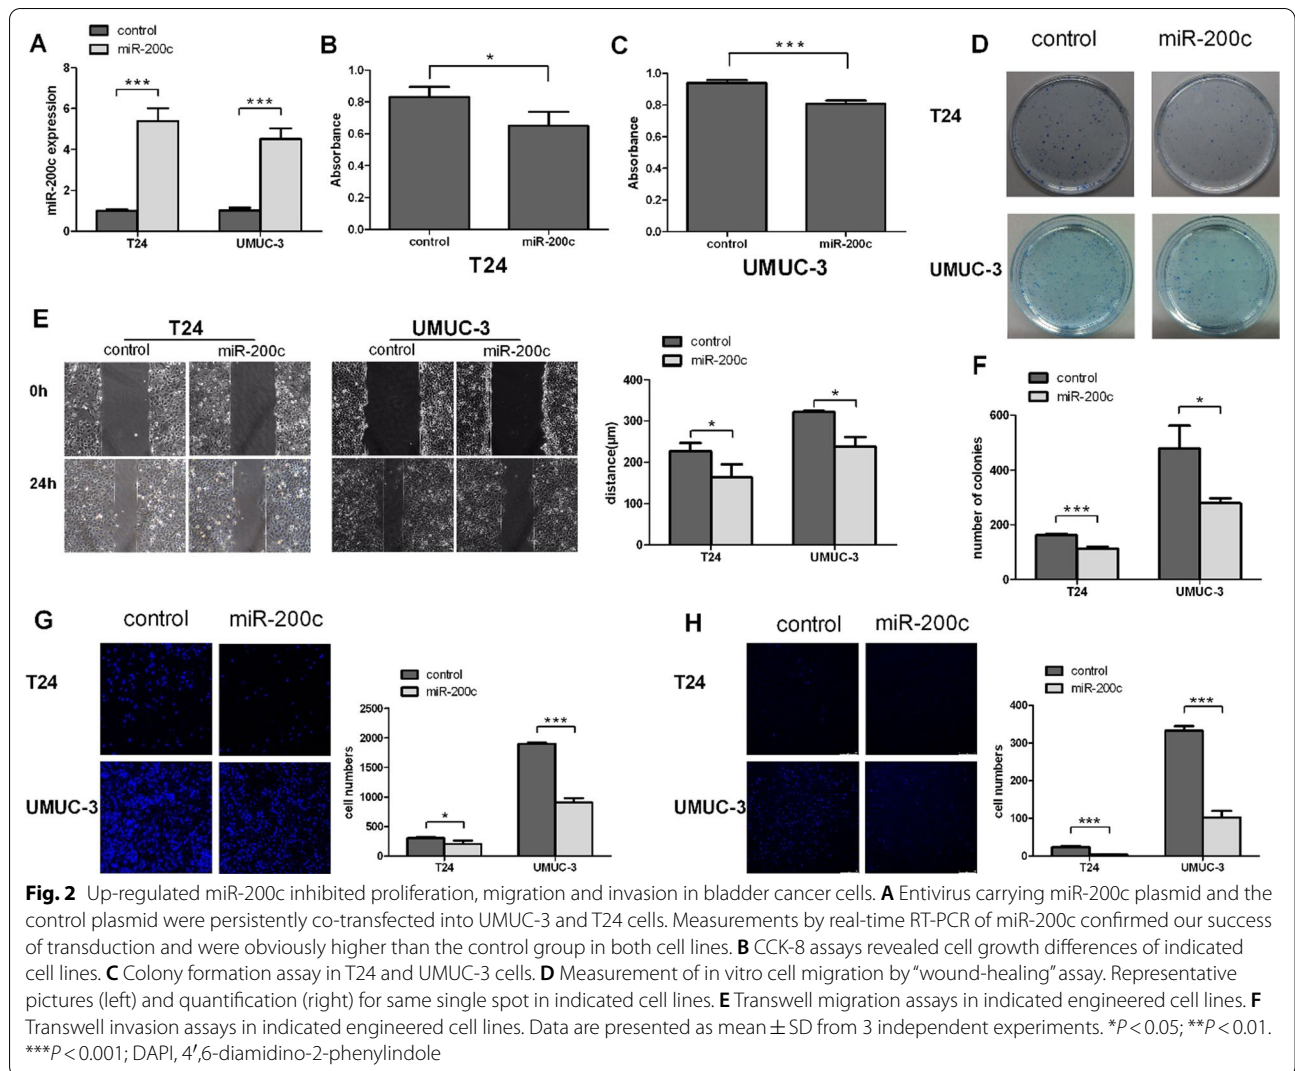 A
control
miR-200c
miR-200c expression
8
6
4
2
0
***
***
T24
UMUC-3
B
Absorbance
1.0
0.8
0.6
0.4
0.2
0.0
*
control
miR-200c
T24
C
Absorbance
1.0
0.8
0.6
0.4
0.2
0.0
***
control
miR-200c
UMUC-3
D
control
miR-200c
T24
UMUC-3
E
T24
UMUC-3
control
miR-200c
control
miR-200c
0h
24h
control
miR-200c
distance(μm)
400
300
200
100
0
*
*
T24
UMUC-3
F
control
miR-200c
number of colonies
600
400
200
0
***
*
T24
UMUC-3
G
control
miR-200c
T24
UMUC-3
control
miR-200c
cell numbers
2500
2000
1500
1000
500
0
*
***
T24
UMUC-3
H
control
miR-200c
T24
UMUC-3
control
miR-200c
cell numbers
400
300
200
100
0
***
***
T24
UMUC-3
Fig. 2 Up-regulated miR-200c inhibited proliferation, migration and invasion in bladder cancer cells. A Entivirus carrying miR-200c plasmid and the
control plasmid were persistently co-transfected into UMUC-3 and T24 cells. Measurements by real-time RT-PCR of miR-200c confirmed our success
of transduction and were obviously higher than the control group in both cell lines. B CCK-8 assays revealed cell growth differences of indicated
cell lines. C Colony formation assay in T24 and UMUC-3 cells. D Measurement of in vitro cell migration by “wound-healing” assay. Representative
pictures (left) and quantification (right) for same single spot in indicated cell lines. E Transwell migration assays in indicated engineered cell lines. F
Transwell invasion assays in indicated engineered cell lines. Data are presented as mean ± SD from 3 independent experiments. *P < 0.05; **P < 0.01.
***P < 0.001; DAPI, 4′,6-diamidino-2-phenylindole